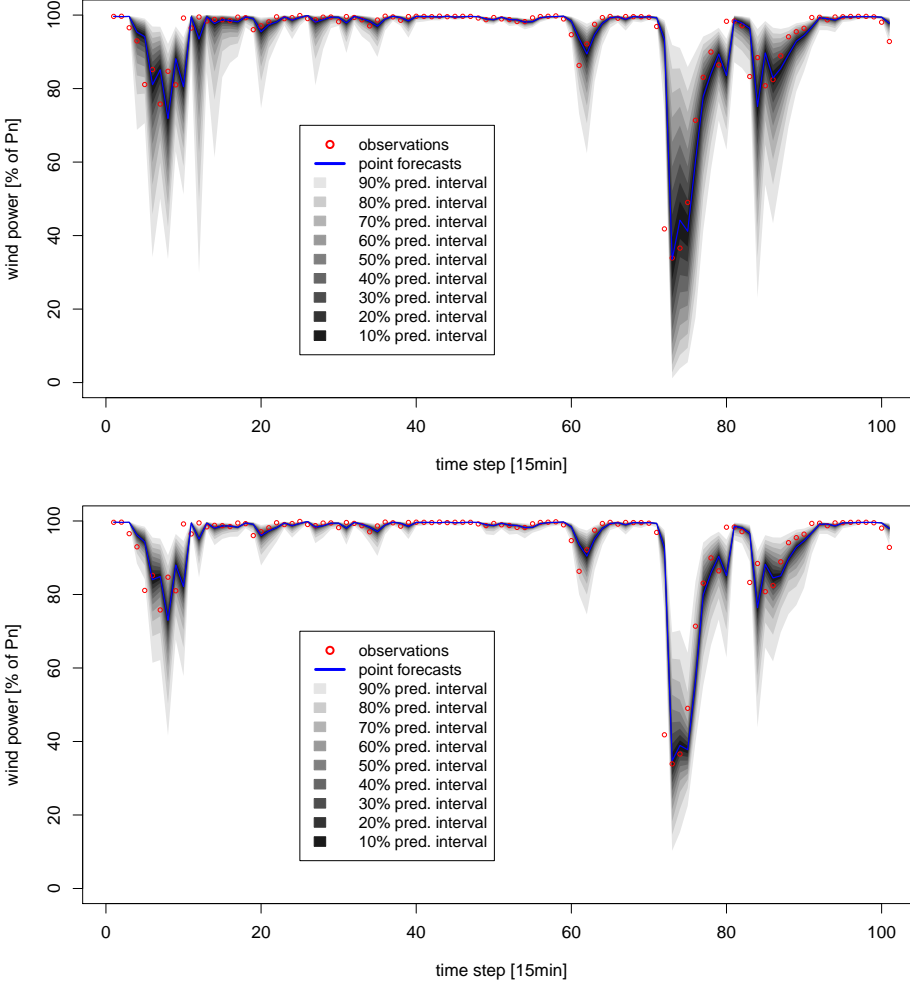 100
80
60
40
20
0
wind power [% of Pn]
observations
point forecasts
90% pred. interval
80% pred. interval
70% pred. interval
60% pred. interval
50% pred. interval
40% pred. interval
30% pred. interval
20% pred. interval
10% pred. interval
0 20 40 60 80 100
time step [15min]
100
80
60
40
20
0
wind power [% of Pn]
observations
point forecasts
90% pred. interval
80% pred. interval
70% pred. interval
60% pred. interval
50% pred. interval
40% pred. interval
30% pred. interval
20% pred. interval
10% pred. interval
0 20 40 60 80 100
time step [15min]